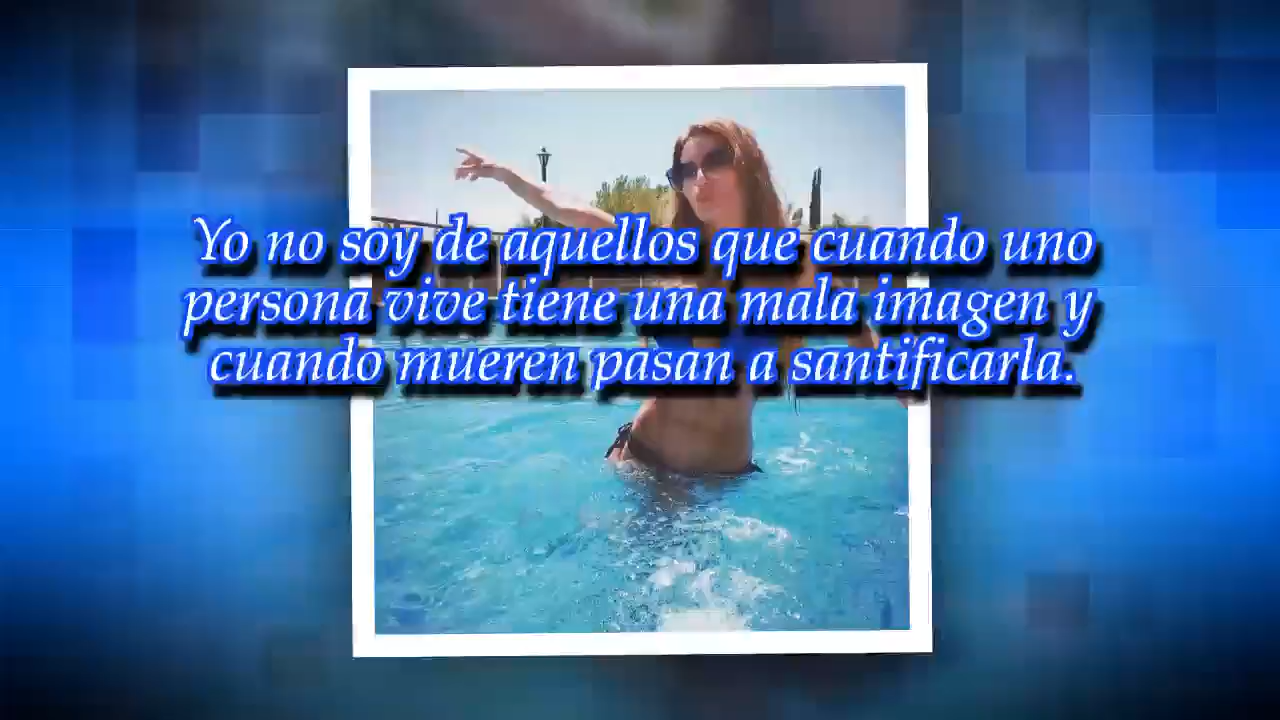 Yo no soy de aquellos que cuando uno
persona vive tiene una mala imagen y
cuando mueren pasan a santificarla.